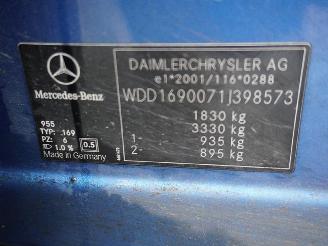 DAIMLERCHRYSLER AG
e1*2001/116*0288
Mercedes-Benz
WDD1690071J398573
1830 kg
3330 kg
1- 935 kg
2- 895 kg
955
TYP: 169
PZ: 6 0.5
1.0 %
Made in Germany